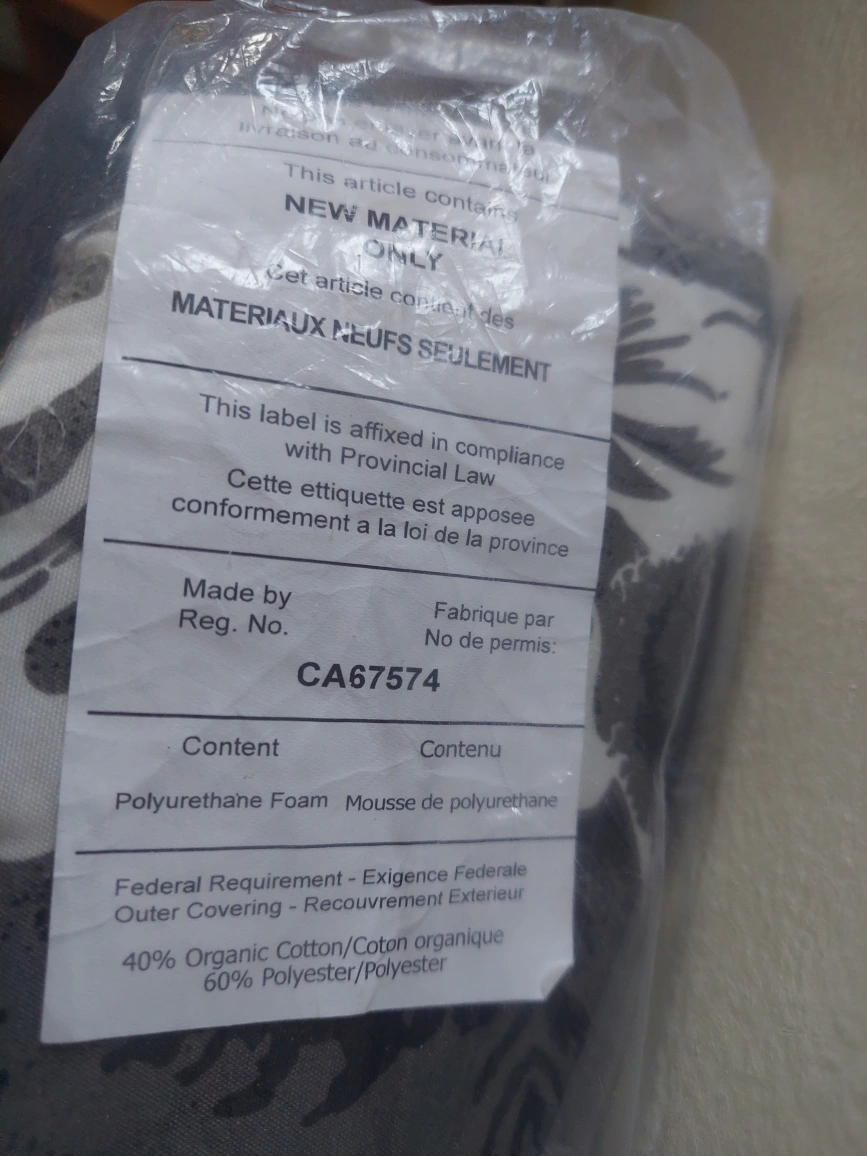 livraison au consommateur
This article contains
NEW MATERIAL
ONLY
Cet article contient des
MATERIAUX NEUFS SEULEMENT
This label is affixed in compliance
with Provincial Law
Cette ettiquette est apposee
conformement a la loi de la province
Made by Fabrique par
Reg. No. No de permis:
CA67574
Content Contenu
Polyurethane Foam Mousse de polyurethane
Federal Requirement - Exigence Federale
Outer Covering - Recouvrement Exterieur
40% Organic Cotton/Coton organique
60% Polyester/Polyester